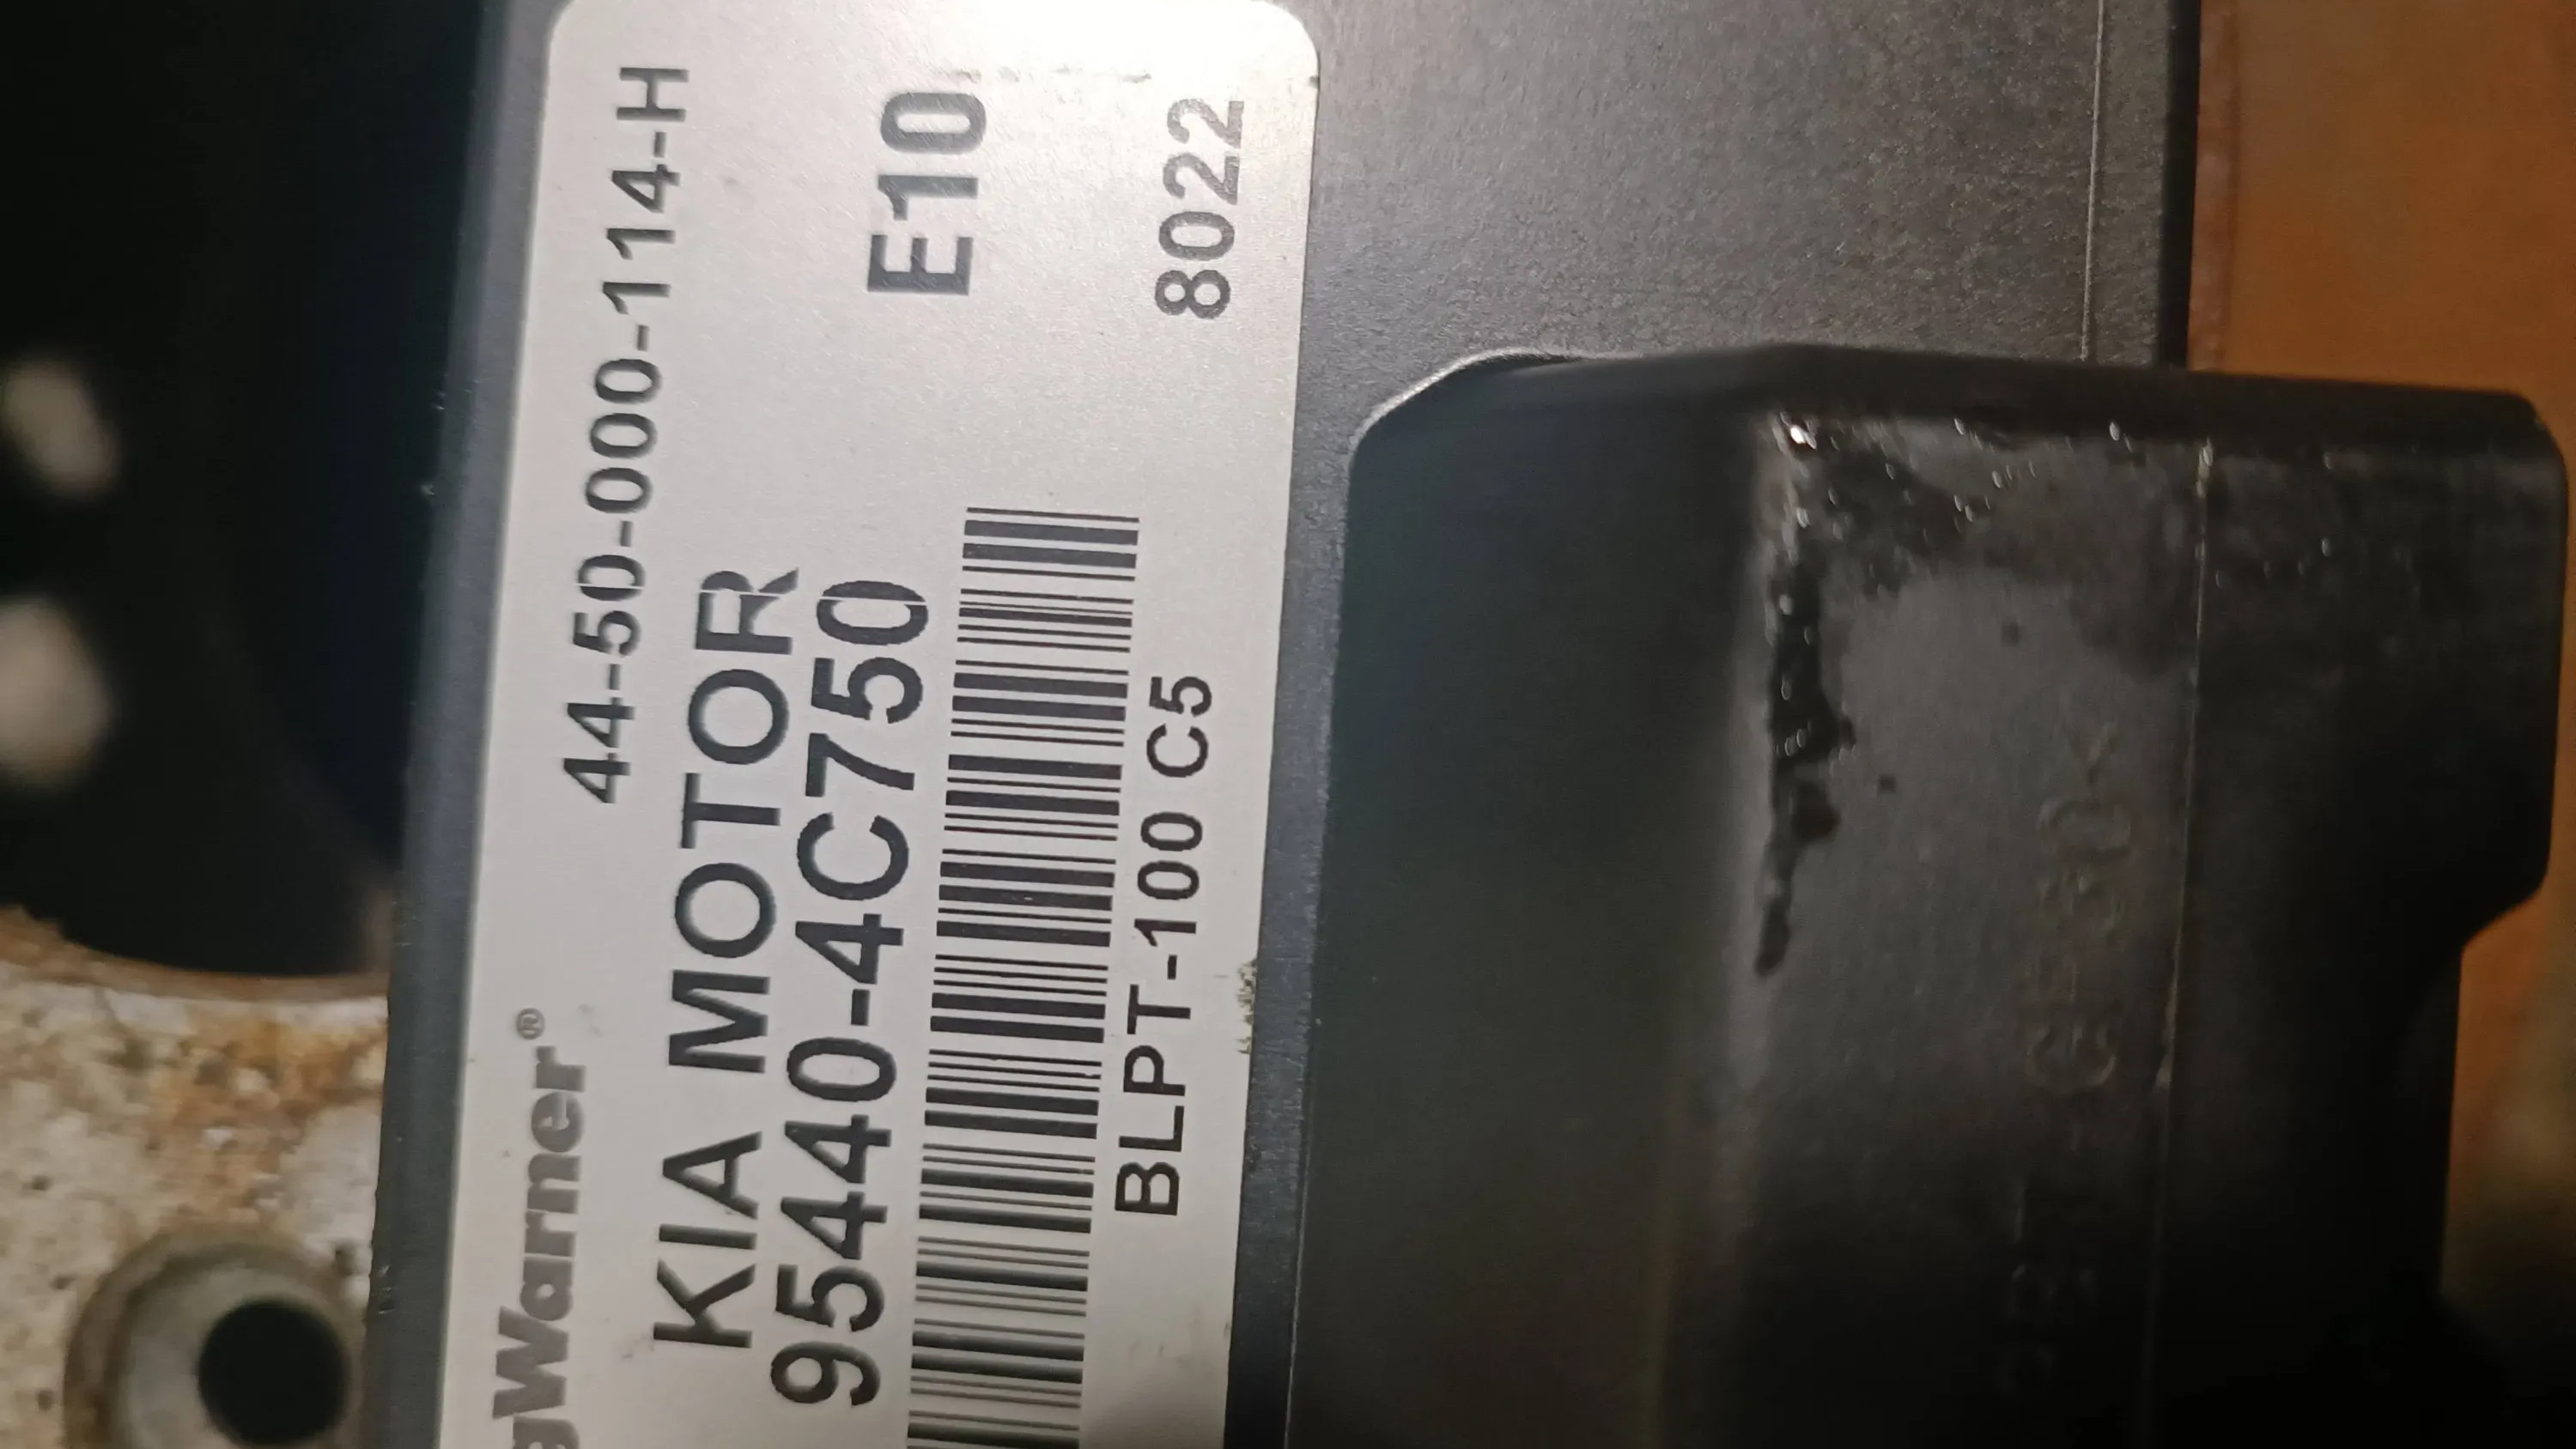 gWarner®
44-50-000-114-H
KIA MOTOR
95440-4C750
E10
BLPT-100 C5
8022